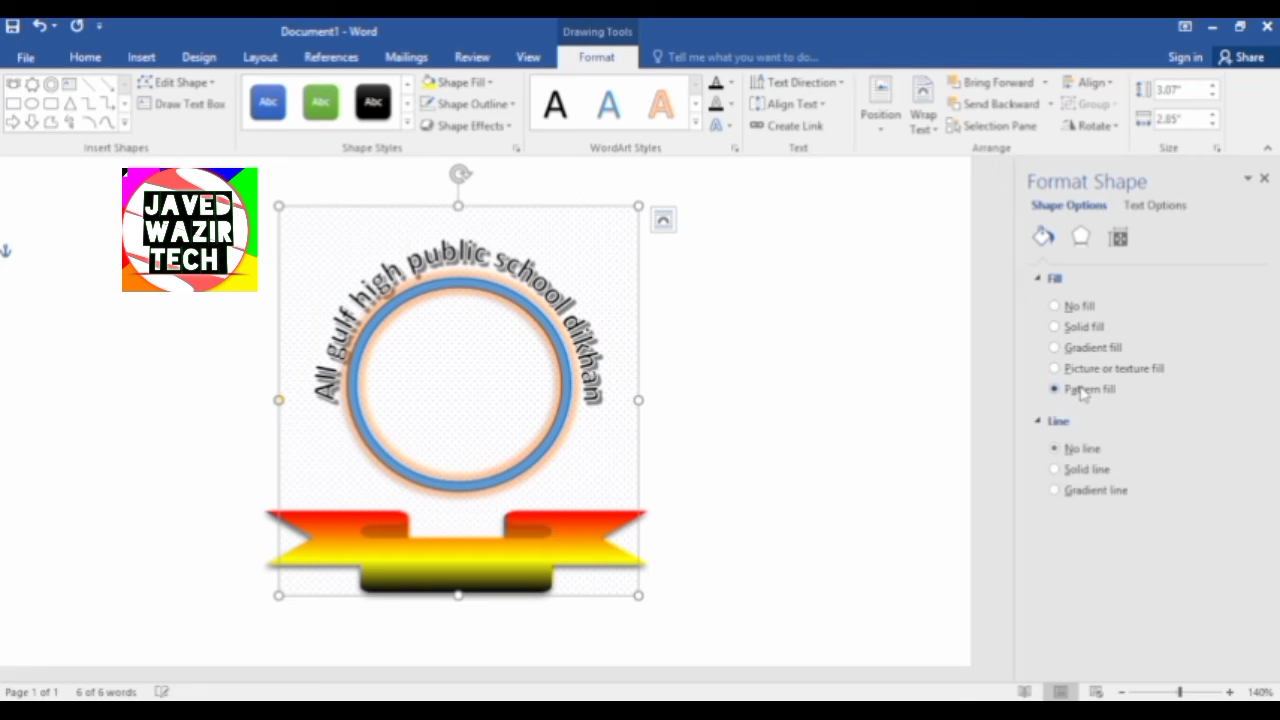 Document1 - Word
Drawing Tools
File Home Insert Design Layout References Mailings Review View Format Tell me what you want to do... Sign in Share
Edit Shape
Draw Text Box
Insert Shapes
Abc Abc Abc
Shape Fill
Shape Outline
Shape Effects
Shape Styles
A A A
WordArt Styles
Text Direction
Align Text
Create Link
Text
Position
Wrap
Text
Bring Forward
Send Backward
Selection Pane
Align
Group
Rotate
Arrange
3.07"
2.85"
Size
JAVED
WAZIR
TECH
All gulf high public school dikhan
Format Shape
Shape Options Text Options
Fill
No fill
Solid fill
Gradient fill
Picture or texture fill
Pattern fill
Line
No line
Solid line
Gradient line
Page 1 of 1 6 of 6 words 140%